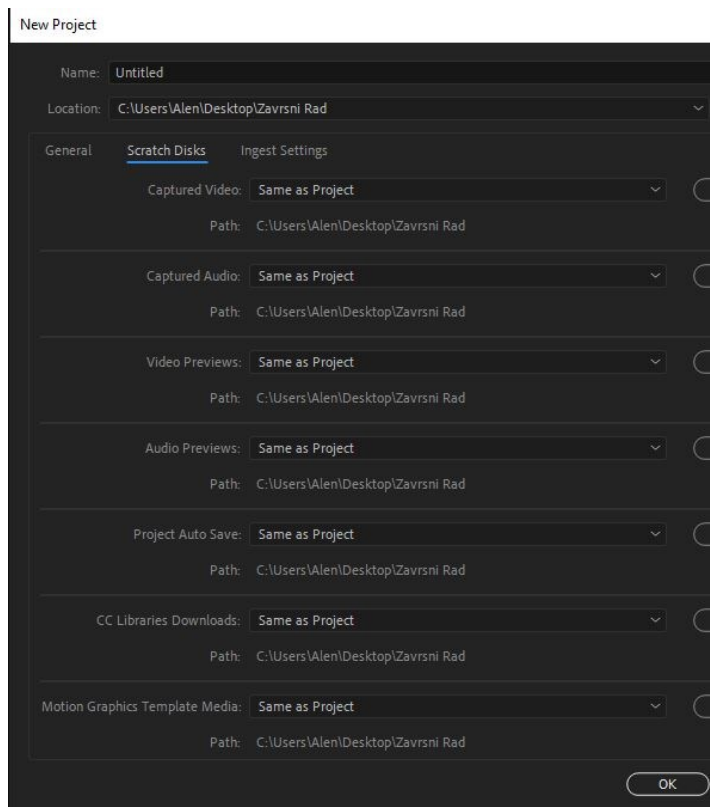 New Project
Name: Untitled
Location: C:\Users\Alen\Desktop\Zavrsni Rad
General Scratch Disks Ingest Settings
Captured Video: Same as Project
Path: C:\Users\Alen\Desktop\Zavrsni Rad
Captured Audio: Same as Project
Path: C:\Users\Alen\Desktop\Zavrsni Rad
Video Previews: Same as Project
Path: C:\Users\Alen\Desktop\Zavrsni Rad
Audio Previews: Same as Project
Path: C:\Users\Alen\Desktop\Zavrsni Rad
Project Auto Save: Same as Project
Path: C:\Users\Alen\Desktop\Zavrsni Rad
CC Libraries Downloads: Same as Project
Path: C:\Users\Alen\Desktop\Zavrsni Rad
Motion Graphics Template Media: Same as Project
Path: C:\Users\Alen\Desktop\Zavrsni Rad
OK